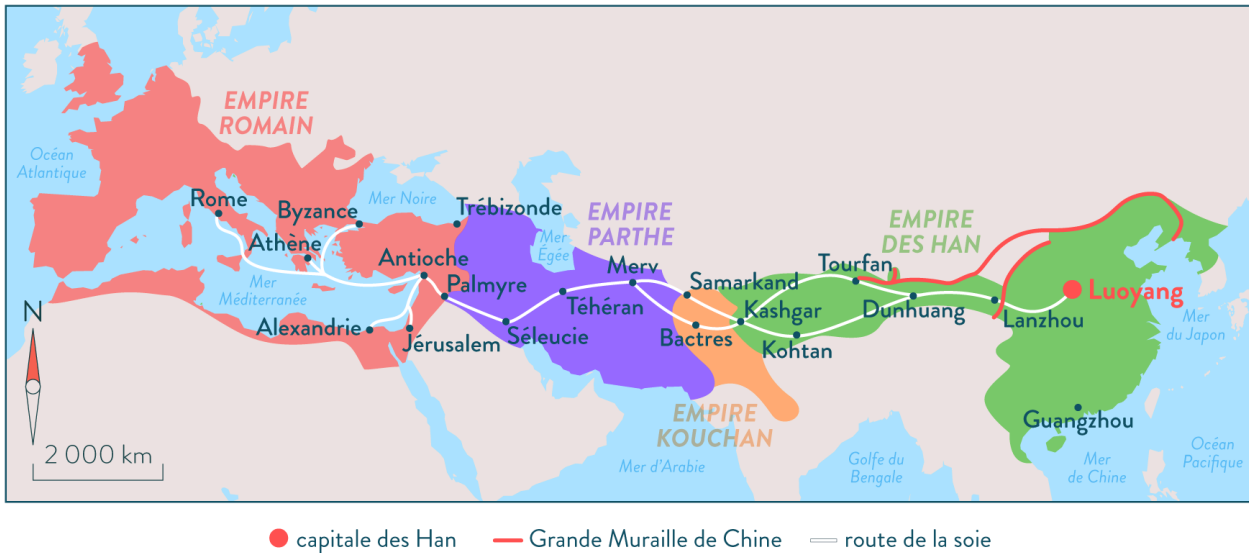 EMPIRE
ROMAIN
Océan
Atlantique
Rome
Byzance
Mer Noire
Trébizonde
EMPIRE
PARTHE
EMPIRE
DES HAN
Athène
Antioche
Mer
Égée
Merv
Samarkand
Tourfan
Mer
Méditerranée
Palmyre
Téhéran
Kashgar
Dunhuang
Luoyang
Lanzhou
N
Alexandrie
Jérusalem
Séleucie
Bactres
Kohtan
Mer
du Japon
EMPIRE
KOUCHAN
Guangzhou
2 000 km
Mer d'Arabie
Golfe du
Bengale
Mer
de Chine
Océan
Pacifique
capitale des Han
Grande Muraille de Chine
route de la soie